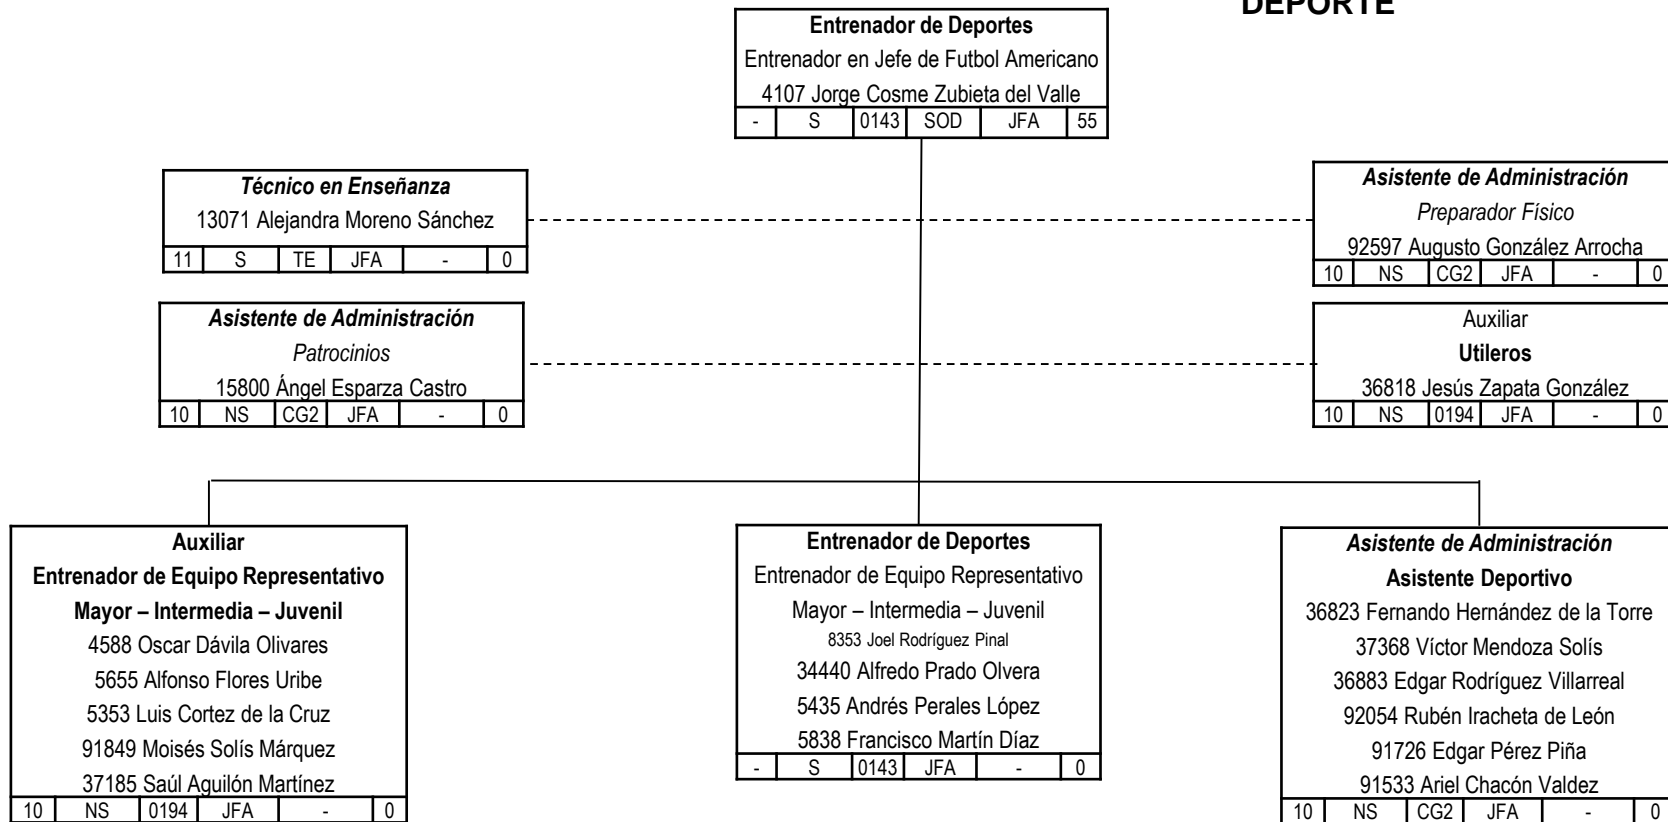 DEPORTE
Entrenador de Deportes
Entrenador en Jefe de Futbol Americano
4107 Jorge Cosme Zubieta del Valle
- S 0143 SOD JFA 55
Técnico en Enseñanza
13071 Alejandra Moreno Sánchez
11 S TE JFA - 0
Asistente de Administración
Preparador Físico
92597 Augusto González Arrocha
10 NS CG2 JFA - 0
Asistente de Administración
Patrocinios
15800 Ángel Esparza Castro
10 NS CG2 JFA - 0
Auxiliar
Utileros
36818 Jesús Zapata González
10 NS 0194 JFA - 0
Auxiliar
Entrenador de Equipo Representativo
Mayor – Intermedia – Juvenil
4588 Oscar Dávila Olivares
5655 Alfonso Flores Uribe
5353 Luis Cortez de la Cruz
91849 Moisés Solís Márquez
37185 Saúl Aguilón Martínez
10 NS 0194 JFA - 0
Entrenador de Deportes
Entrenador de Equipo Representativo
Mayor – Intermedia – Juvenil
8353 Joel Rodríguez Pinal
34440 Alfredo Prado Olvera
5435 Andrés Perales López
5838 Francisco Martín Díaz
- S 0143 JFA - 0
Asistente de Administración
Asistente Deportivo
36823 Fernando Hernández de la Torre
37368 Víctor Mendoza Solís
36883 Edgar Rodríguez Villarreal
92054 Rubén Iracheta de León
91726 Edgar Pérez Piña
91533 Ariel Chacón Valdez
10 NS CG2 JFA - 0